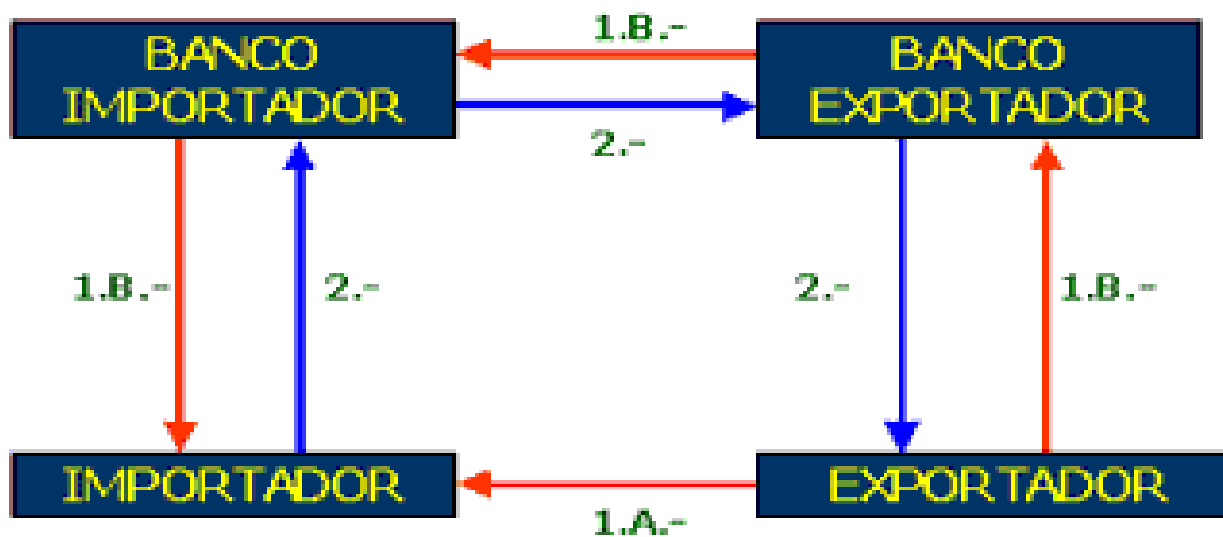 1.B.-
BANCO
IMPORTADOR
BANCO
EXPORTADOR
2.-
1.B.-
2.-
2.-
1.B.-
IMPORTADOR
EXPORTADOR
1.A.-